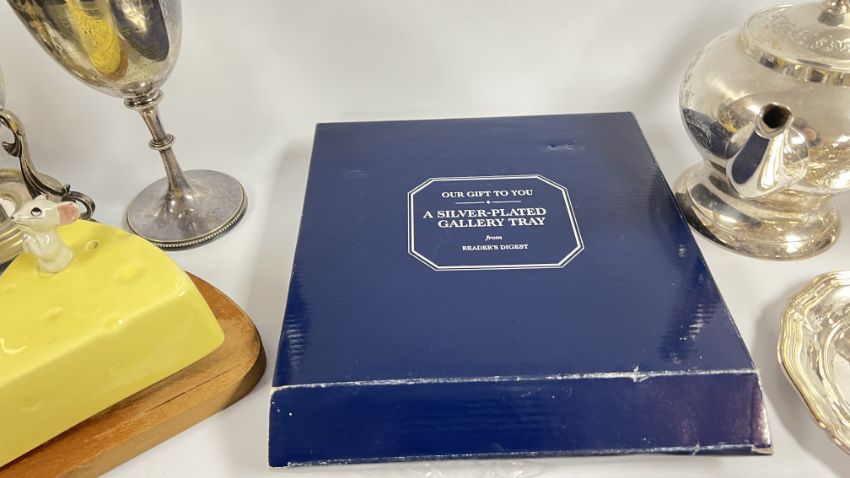 OUR GIFT TO YOU
A SILVER-PLATED
GALLERY TRAY
from
READER'S DIGEST